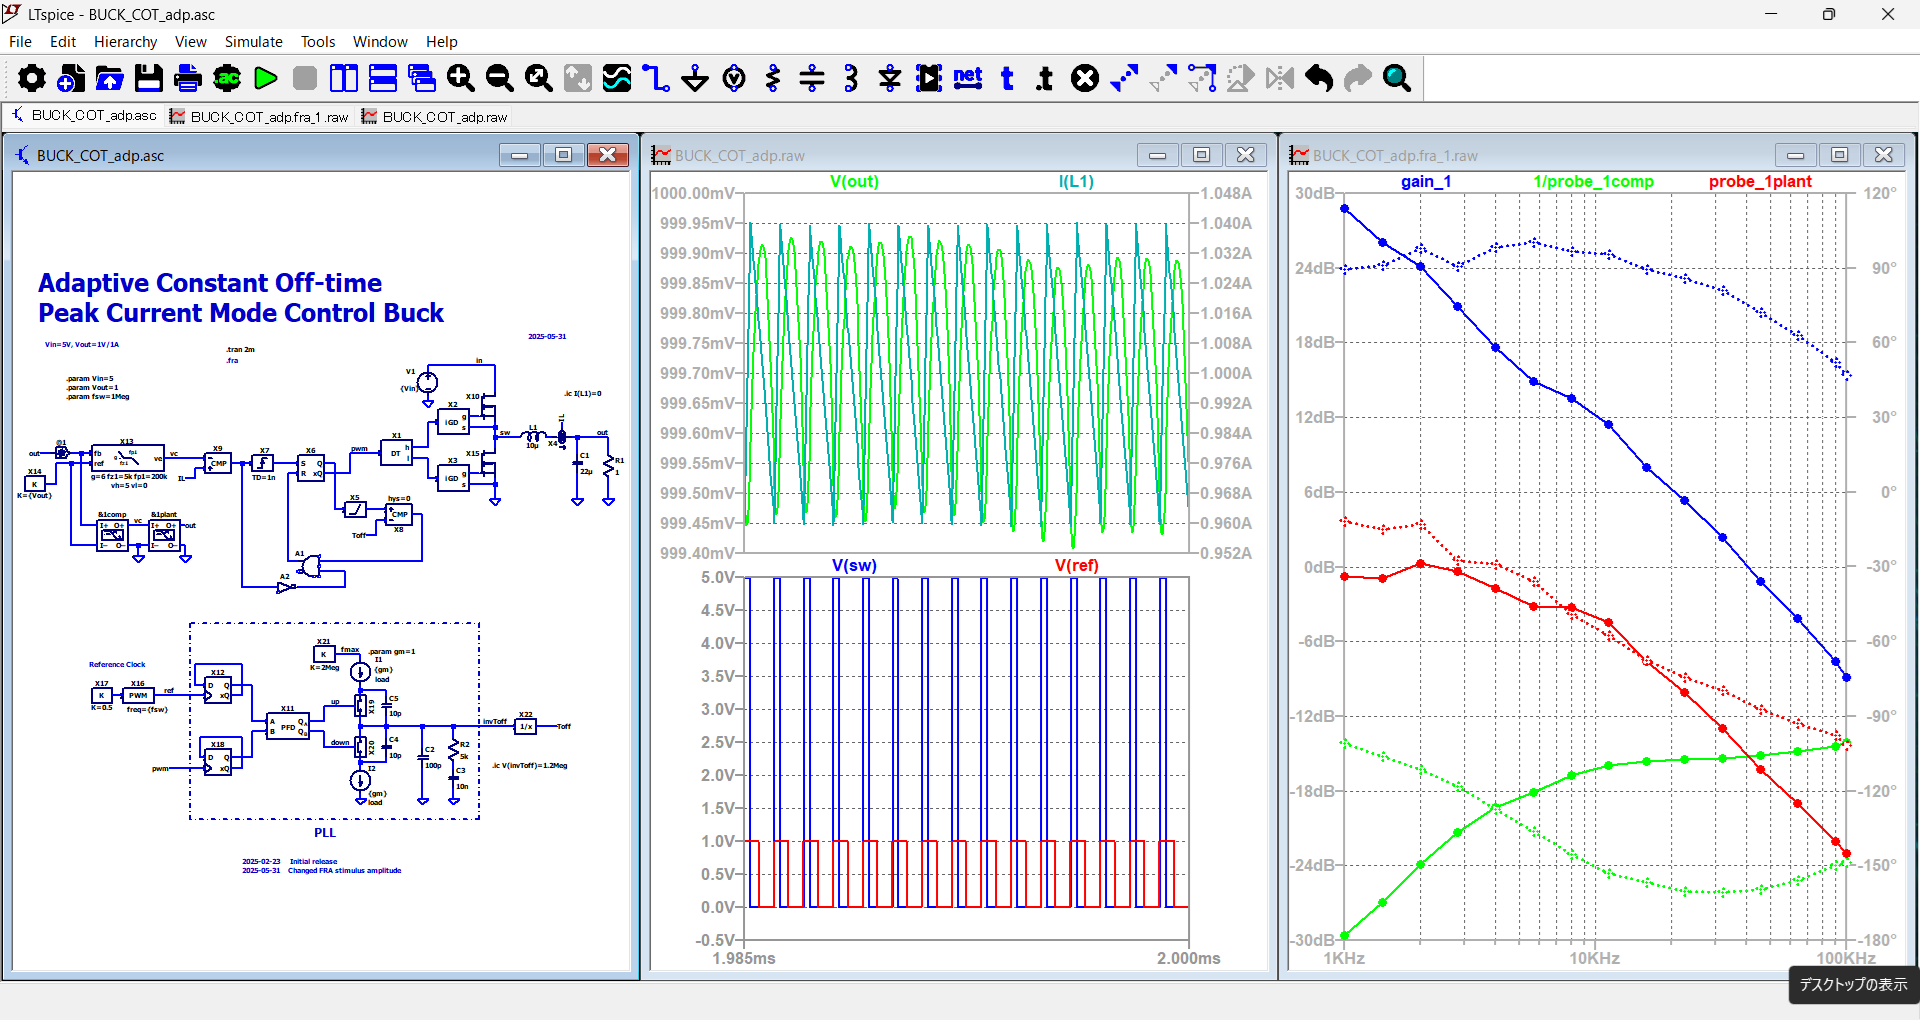 LTspice - BUCK_COT_adp.asc
File Edit Hierarchy View Simulate Tools Window Help
.ac net t .t
BUCK_COT_adp.asc BUCK_COT_adp.fra_1.raw BUCK_COT_adp.raw
BUCK_COT_adp.asc
Adaptive Constant Off-time
Peak Current Mode Control Buck
2025-05-31
Vin=5V, Vout=1V/1A
.tran 2m
.fra
.param Vin=5
.param Vout=1
.param fsw=1Meg
in
V1
{Vin}
X10
.ic I(L1)=0
X2
iGD
g
s
sw
L1
10µ
X4
IL
out
C1
22µ
R1
1
X15
X3
iGD
g
s
X1
DT
h
l
pwm
out
@1
X13
fb
ref
g
fp1
fz1
ve
vc
g=6 fz1=5k fp1=200k
vh=5 vl=0
X14
K
K={Vout}
X9
CMP
IL
X7
TD=1n
X6
S Q
R xQ
X5
hys=0
CMP
X8
Toff
&1comp
I+ O+
I- O-
vc
&1plant
I+ O+
I- O-
out
A1
A2
Reference Clock
X17
K
K=0.5
X16
PWM
freq={fsw}
ref
X12
D Q
xQ
X18
D Q
xQ
pwm
X11
A QA
B QB
PFD
up
down
X21
K
K=2Meg
fmax
.param gm=1
I1
{gm}
load
X19
C5
10p
X20
C4
10p
I2
{gm}
load
C2
100p
R2
5k
C3
10n
invToff
X22
1/x
Toff
.ic V(invToff)=1.2Meg
PLL
2025-02-23 Initial release
2025-05-31 Changed FRA stimulus amplitude
BUCK_COT_adp.raw
V(out) I(L1)
1000.00mV 1.048A
999.95mV 1.040A
999.90mV 1.032A
999.85mV 1.024A
999.80mV 1.016A
999.75mV 1.008A
999.70mV 1.000A
999.65mV 0.992A
999.60mV 0.984A
999.55mV 0.976A
999.50mV 0.968A
999.45mV 0.960A
999.40mV 0.952A
V(sw) V(ref)
5.0V
4.5V
4.0V
3.5V
3.0V
2.5V
2.0V
1.5V
1.0V
0.5V
0.0V
-0.5V
1.985ms 2.000ms
BUCK_COT_adp.fra_1.raw
gain_1 1/probe_1comp probe_1plant
30dB 120°
24dB 90°
18dB 60°
12dB 30°
6dB 0°
0dB -30°
-6dB -60°
-12dB -90°
-18dB -120°
-24dB -150°
-30dB -180°
1KHz 10KHz 100KHz
デスクトップの表示